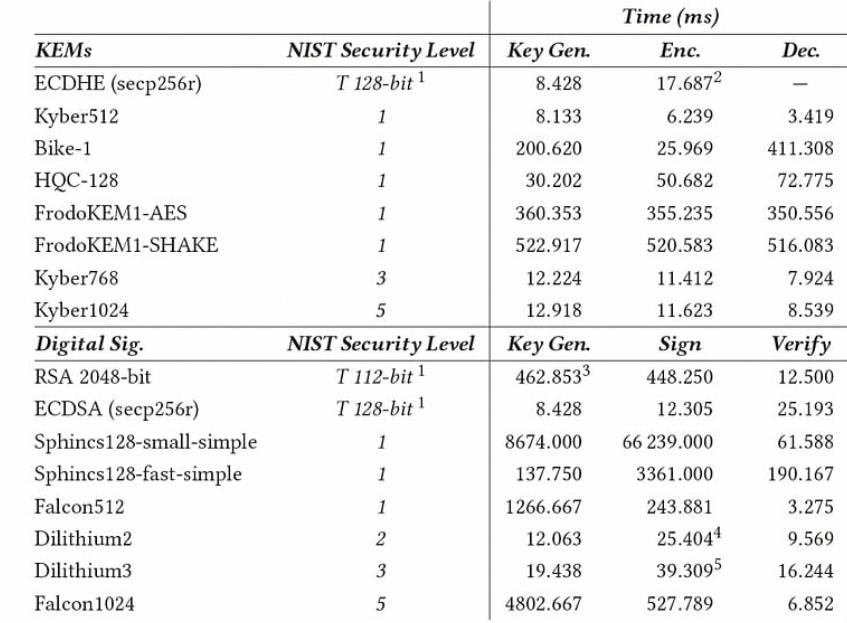 Time (ms)
KEMs NIST Security Level Key Gen. Enc. Dec.
ECDHE (secp256r) T 128-bit 1 8.428 17.6872 —
Kyber512 1 8.133 6.239 3.419
Bike-1 1 200.620 25.969 411.308
HQC-128 1 30.202 50.682 72.775
FrodoKEM1-AES 1 360.353 355.235 350.556
FrodoKEM1-SHAKE 1 522.917 520.583 516.083
Kyber768 3 12.224 11.412 7.924
Kyber1024 5 12.918 11.623 8.539
Digital Sig. NIST Security Level Key Gen. Sign Verify
RSA 2048-bit T 112-bit 1 462.8533 448.250 12.500
ECDSA (secp256r) T 128-bit 1 8.428 12.305 25.193
Sphincs128-small-simple 1 8674.000 66 239.000 61.588
Sphincs128-fast-simple 1 137.750 3361.000 190.167
Falcon512 1 1266.667 243.881 3.275
Dilithium2 2 12.063 25.4044 9.569
Dilithium3 3 19.438 39.3095 16.244
Falcon1024 5 4802.667 527.789 6.852